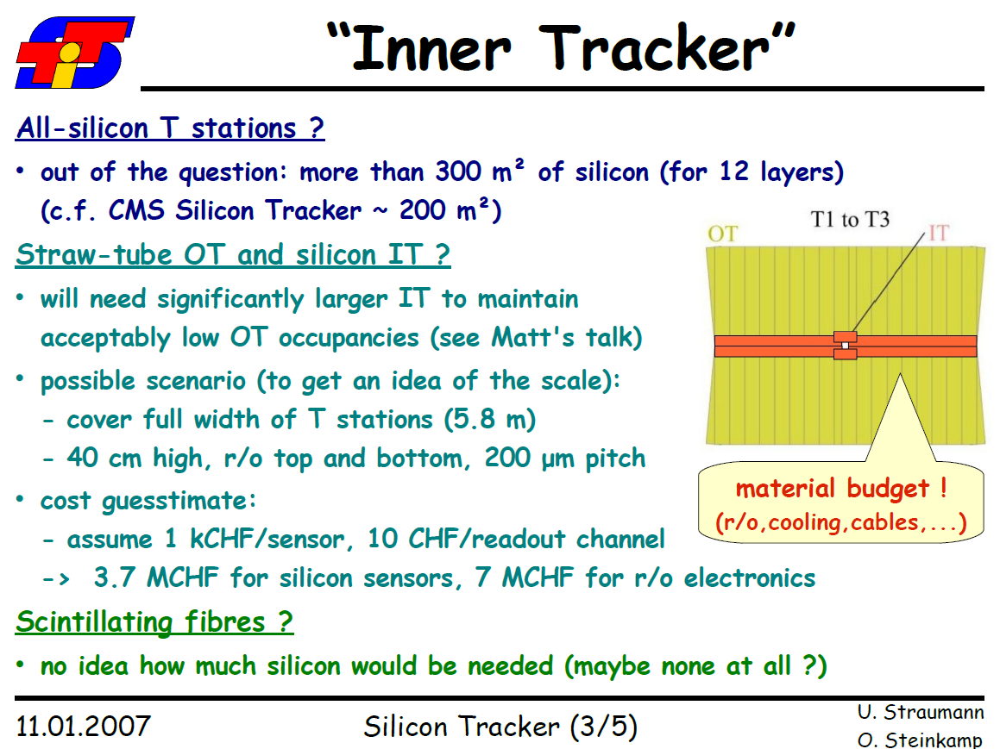 “Inner Tracker”
All-silicon T stations ?
• out of the question: more than 300 m² of silicon (for 12 layers)
(c.f. CMS Silicon Tracker ~ 200 m²)
Straw-tube OT and silicon IT ?
• will need significantly larger IT to maintain
acceptably low OT occupancies (see Matt's talk)
• possible scenario (to get an idea of the scale):
- cover full width of T stations (5.8 m)
- 40 cm high, r/o top and bottom, 200 µm pitch
• cost guesstimate:
- assume 1 kCHF/sensor, 10 CHF/readout channel
-> 3.7 MCHF for silicon sensors, 7 MCHF for r/o electronics
T1 to T3
OT
IT
material budget !
(r/o,cooling,cables,...)
Scintillating fibres ?
• no idea how much silicon would be needed (maybe none at all ?)
11.01.2007
Silicon Tracker (3/5)
U. Straumann
O. Steinkamp